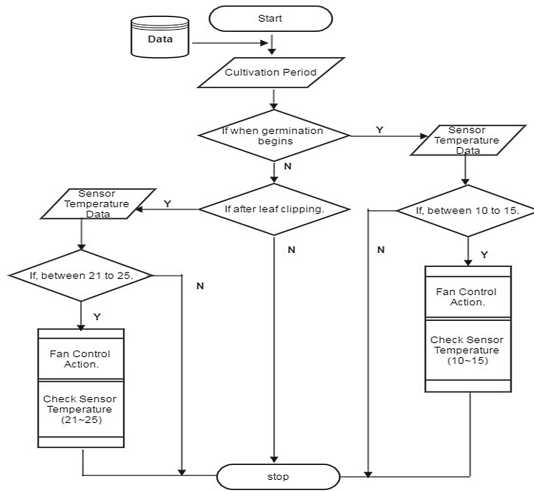 Start
Data
Cultivation Period
If when germination
begins
Y
Sensor
Temperature
Data
N
Sensor
Temperature
Data
Y
If after leaf clipping.
If, between 10 to 15.
N
N
Y
If, between 21 to 25.
N
Y
Fan Control
Action.
Check Sensor
Temperature
(10~15)
Fan Control
Action.
Check Sensor
Temperature
(21~25)
stop